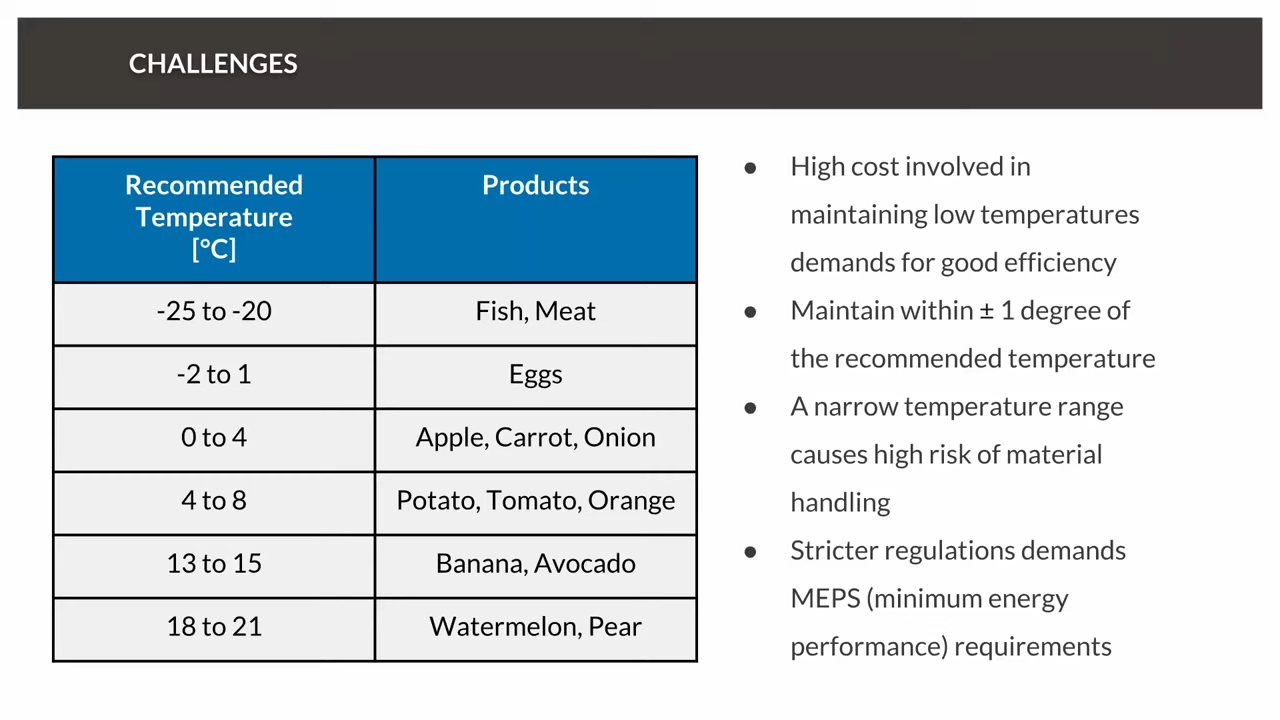 CHALLENGES
Recommended
Temperature
[°C]
Products
-25 to -20
Fish, Meat
-2 to 1
Eggs
0 to 4
Apple, Carrot, Onion
4 to 8
Potato, Tomato, Orange
13 to 15
Banana, Avocado
18 to 21
Watermelon, Pear
● High cost involved in
maintaining low temperatures
demands for good efficiency
● Maintain within ± 1 degree of
the recommended temperature
● A narrow temperature range
causes high risk of material
handling
● Stricter regulations demands
MEPS (minimum energy
performance) requirements